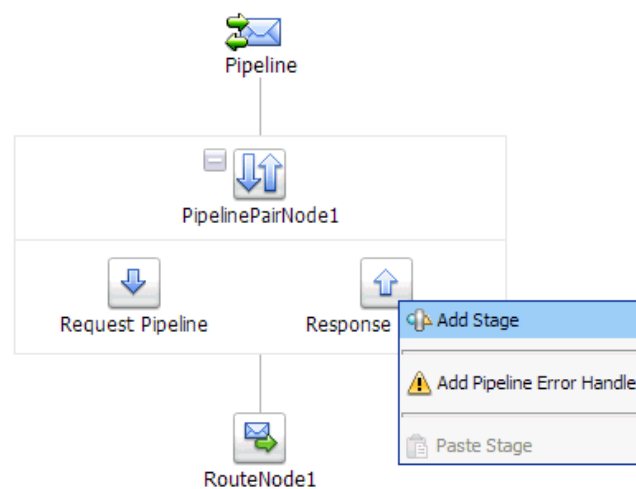 Pipeline
PipelinePairNode1
Request Pipeline
Response
Add Stage
Add Pipeline Error Handle
Paste Stage
RouteNode1